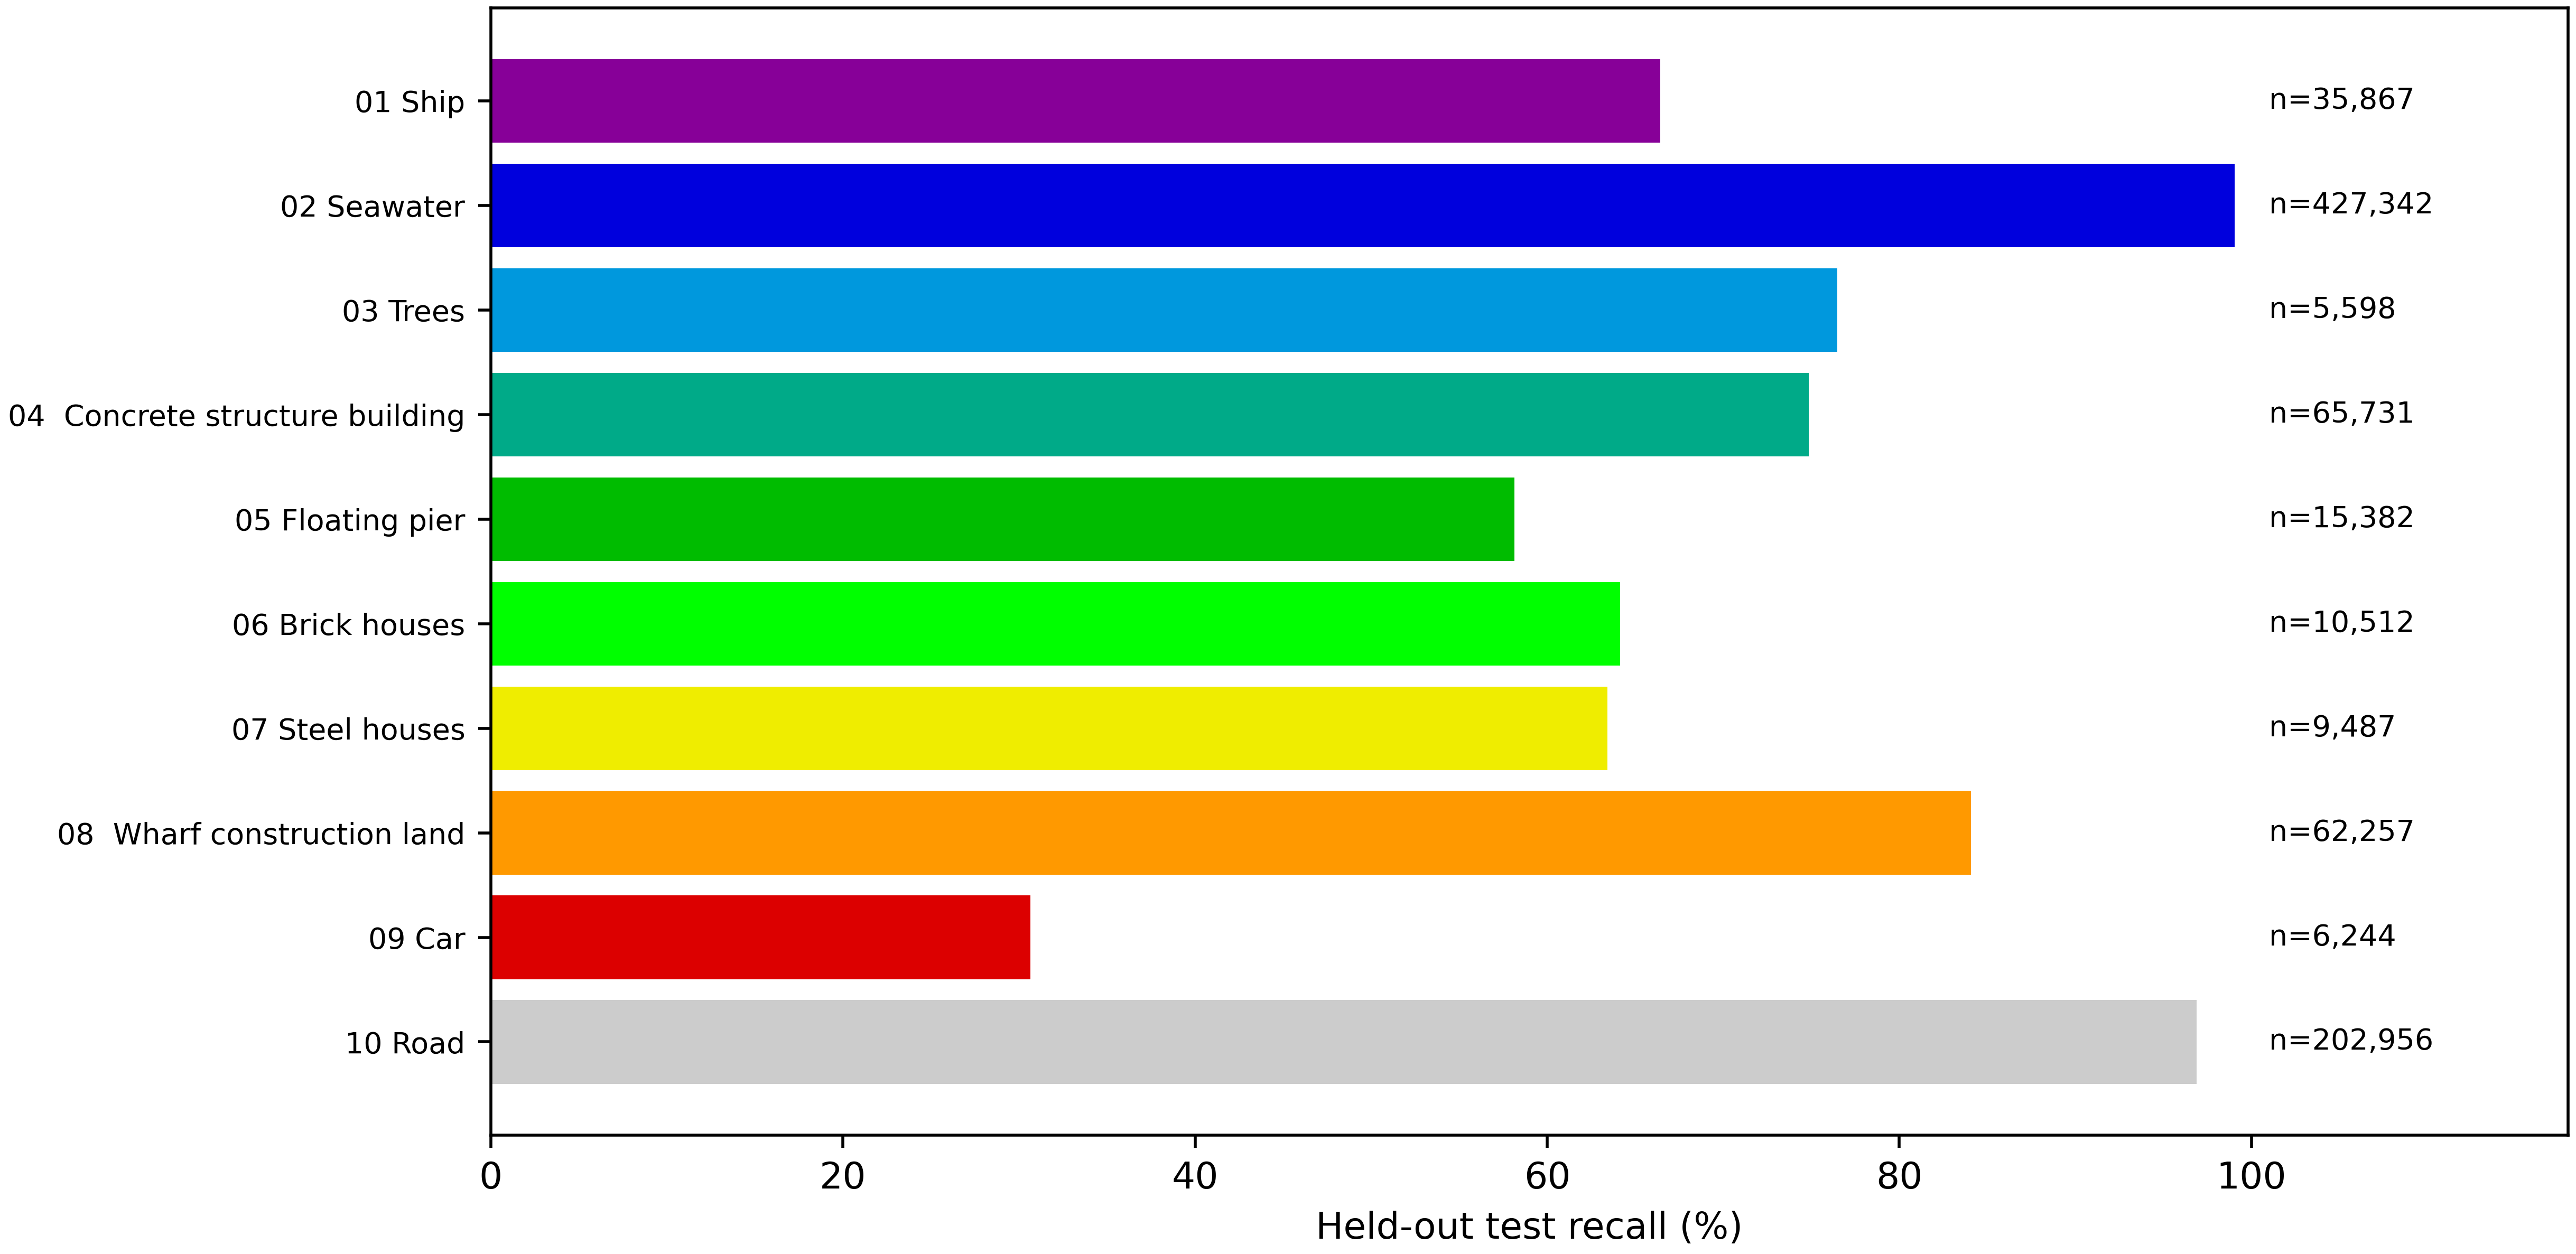 01 Ship n=35,867
02 Seawater n=427,342
03 Trees n=5,598
04  Concrete structure building n=65,731
05 Floating pier n=15,382
06 Brick houses n=10,512
07 Steel houses n=9,487
08  Wharf construction land n=62,257
09 Car n=6,244
10 Road n=202,956
0 20 40 60 80 100
Held-out test recall (%)